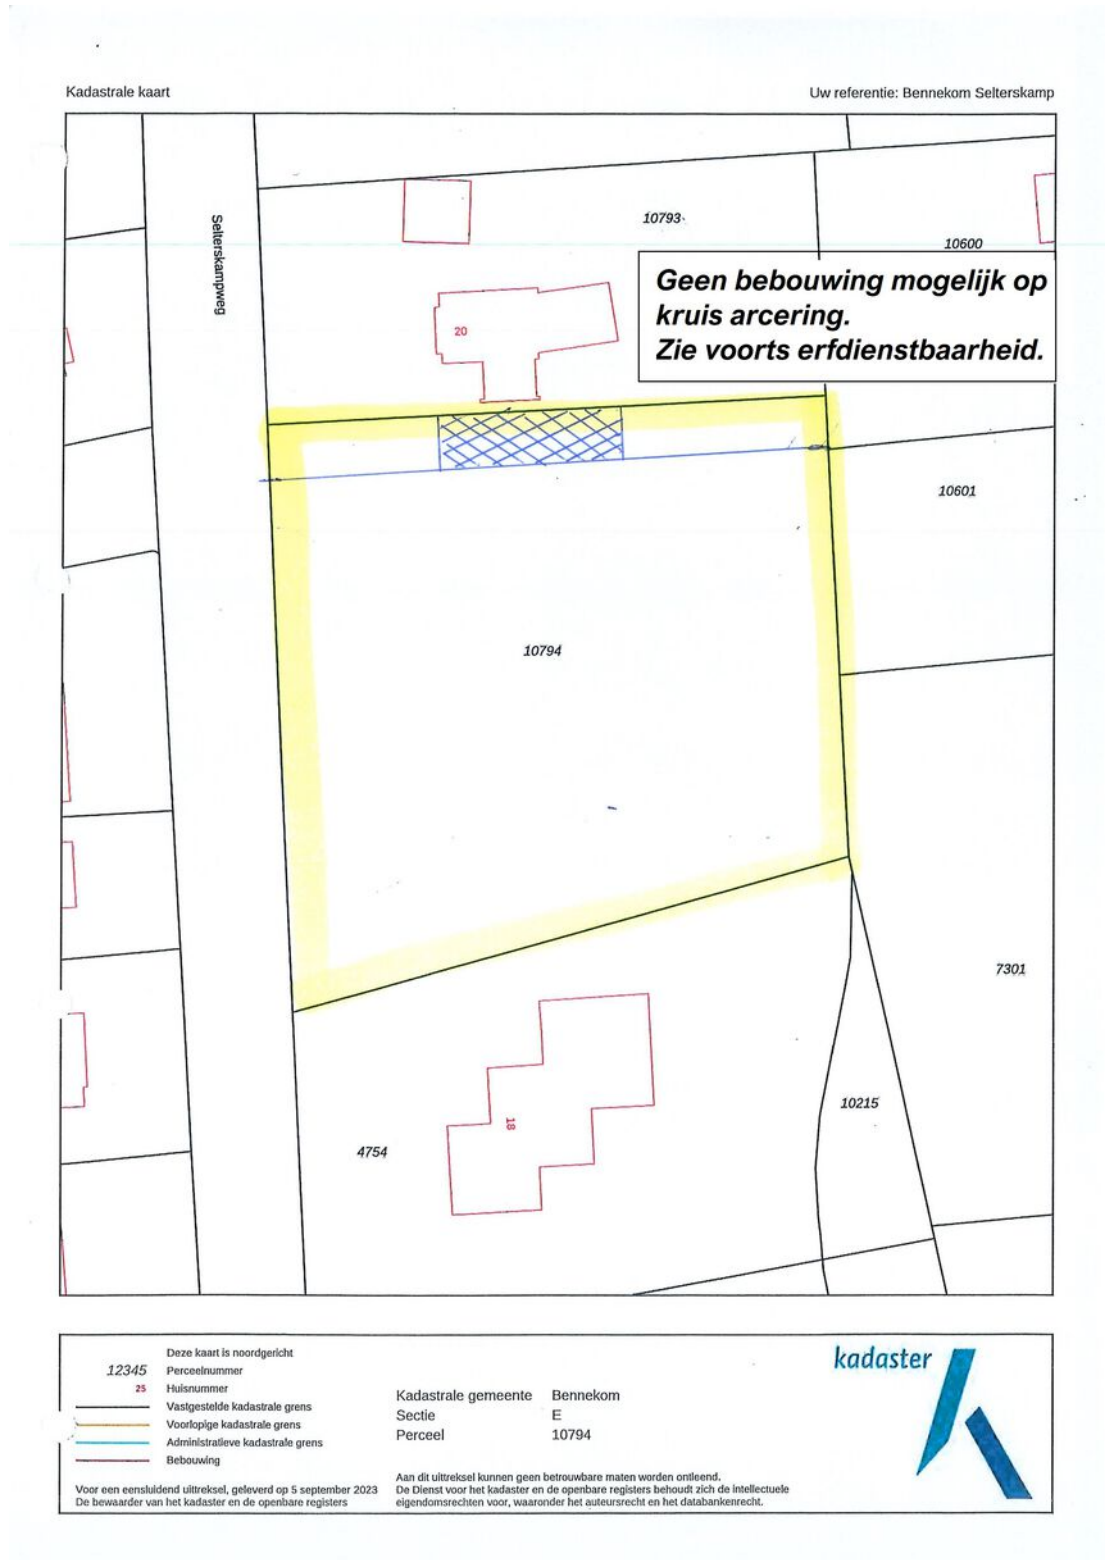 Kadastrale kaart
Uw referentie: Bennekom Selterskamp
Selterskampweg
10793
10600
Geen bebouwing mogelijk op
kruis arcering.
Zie voorts erfdienstbaarheid.
20
10601
10794
7301
10215
18
4754
Deze kaart is noordgericht
12345 Perceelnummer
25 Huisnummer
Vastgestelde kadastrale grens
Voorlopige kadastrale grens
Administratieve kadastrale grens
Bebouwing
Voor een eensluidend uittreksel, geleverd op 5 september 2023
De bewaarder van het kadaster en de openbare registers
Kadastrale gemeente Bennekom
Sectie E
Perceel 10794
Aan dit uittreksel kunnen geen betrouwbare maten worden ontleend.
De Dienst voor het kadaster en de openbare registers behoudt zich de intellectuele
eigendomsrechten voor, waaronder het auteursrecht en het databankenrecht.
kadaster